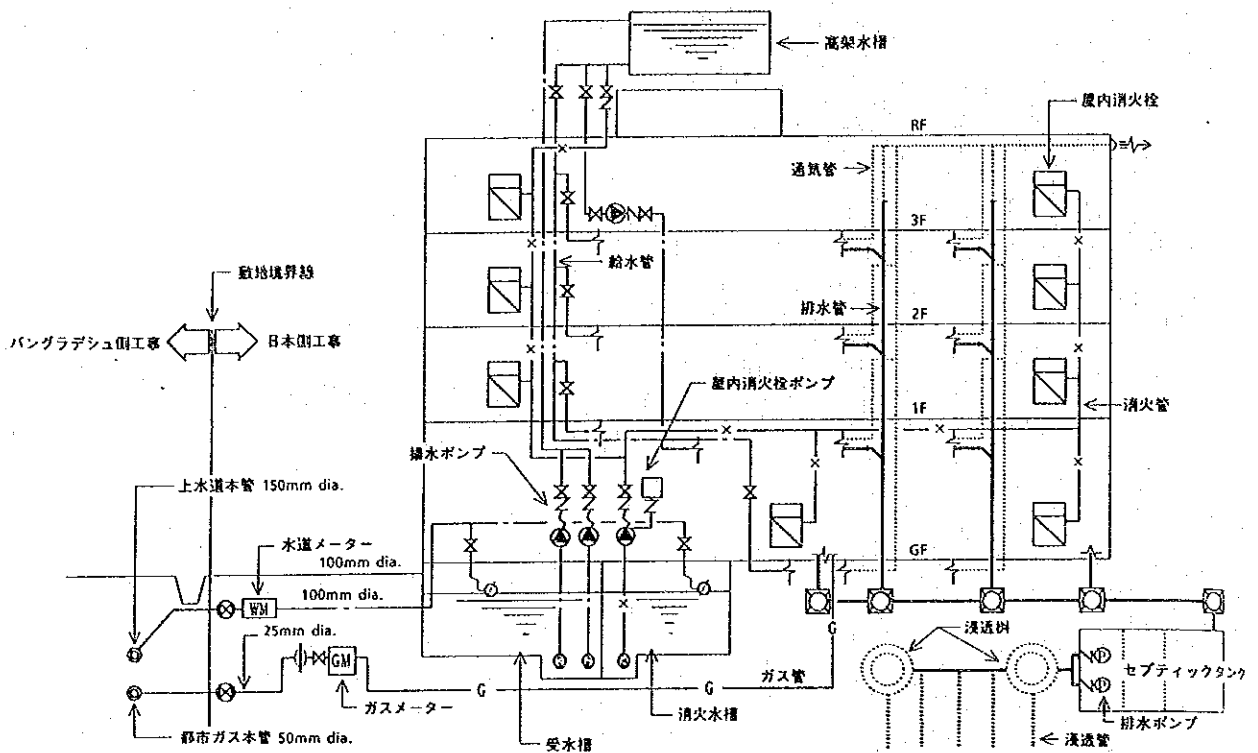 高架水槽
屋内消火栓
RF
通気管
3F
敷地境界線
給水管
排水管
2F
バングラデシュ側工事
日本側工事
屋内消火栓ポンプ
消火管
1F
揚水ポンプ
上水道本管 150mm dia.
水道メーター
100mm dia.
GF
100mm dia.
WM
25mm dia.
浸透桝
G
GM
ガス管
セプティックタンク
P
P
G
G
ガスメーター
消火水槽
排水ポンプ
都市ガス本管 50mm dia.
受水槽
浸透管